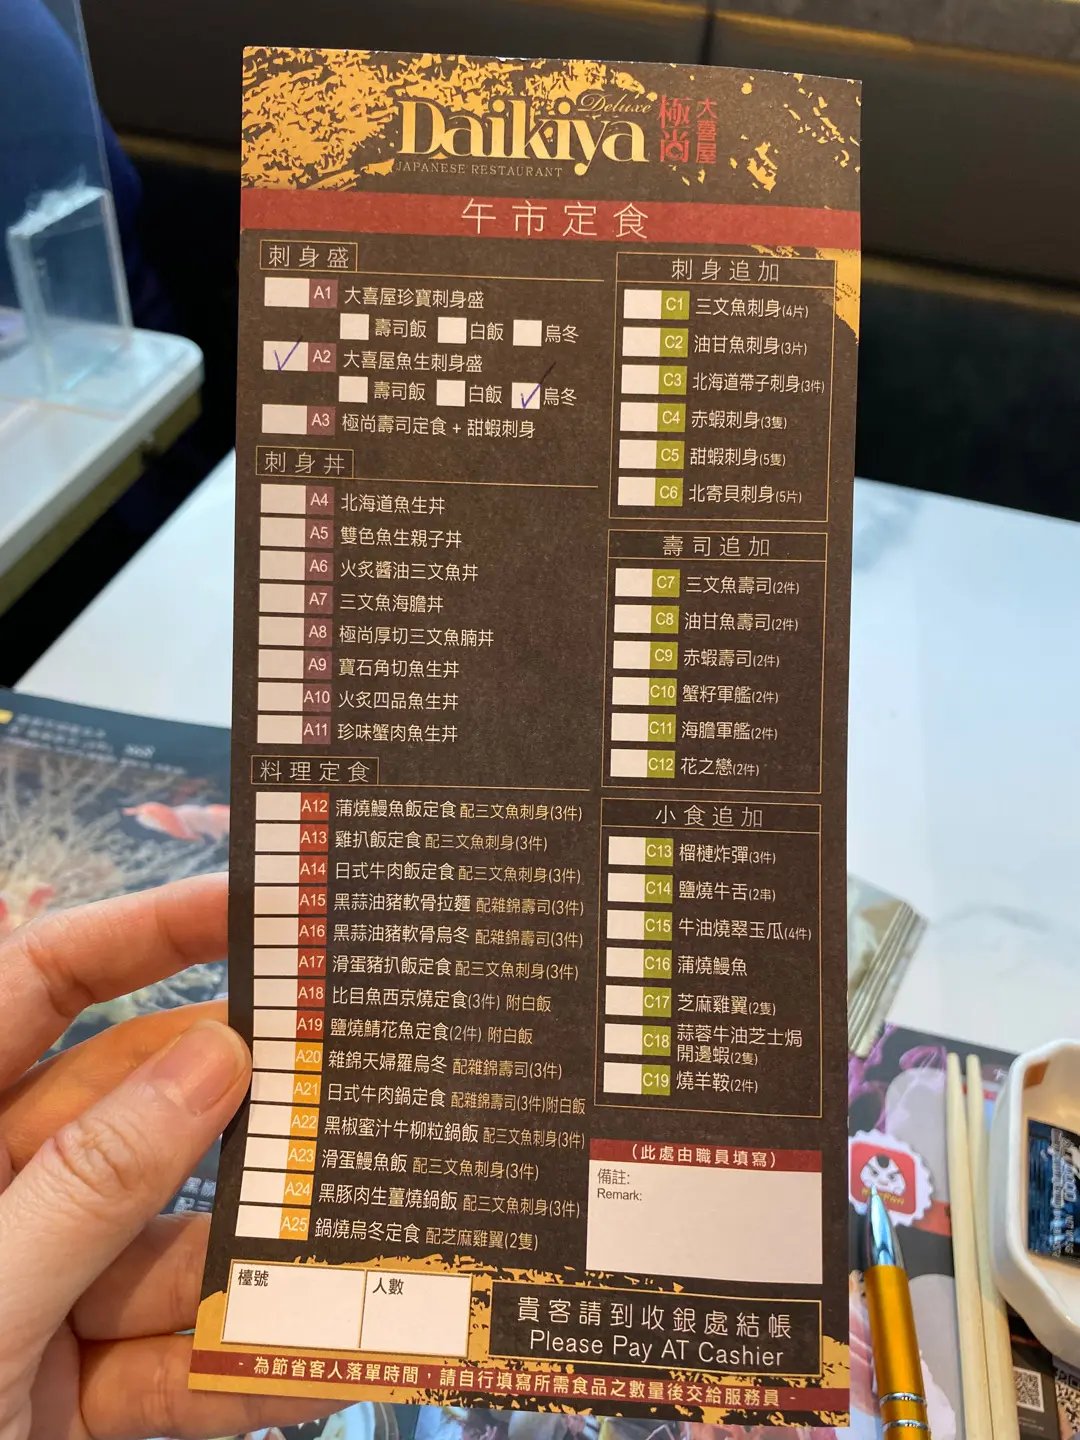 Daikiya Deluxe 極尚 大喜屋
JAPANESE RESTAURANT
午市定食
刺身盛
A1 大喜屋珍寶刺身盛
壽司飯 白飯 烏冬
A2 大喜屋魚生刺身盛
壽司飯 白飯 烏冬
A3 極尚壽司定食 + 甜蝦刺身
刺身丼
A4 北海道魚生丼
A5 雙色魚生親子丼
A6 火炙醬油三文魚丼
A7 三文魚海膽丼
A8 極尚厚切三文魚腩丼
A9 寶石角切魚生丼
A10 火炙四品魚生丼
A11 珍味蟹肉魚生丼
料理定食
A12 蒲燒鰻魚飯定食 配三文魚刺身(3件)
A13 雞扒飯定食 配三文魚刺身(3件)
A14 日式牛肉飯定食 配三文魚刺身(3件)
A15 黑蒜油豬軟骨拉麵 配雜錦壽司(3件)
A16 黑蒜油豬軟骨烏冬 配雜錦壽司(3件)
A17 滑蛋豬扒飯定食 配三文魚刺身(3件)
A18 比目魚西京燒定食(3件) 附白飯
A19 鹽燒鯖花魚定食(2件) 附白飯
A20 雜錦天婦羅烏冬 配雜錦壽司(3件)
A21 日式牛肉鍋定食 配雜錦壽司(3件)附白飯
A22 黑椒蜜汁牛柳粒鍋飯 配三文魚刺身(3件)
A23 滑蛋鰻魚飯 配三文魚刺身(3件)
A24 黑豚肉生薑燒鍋飯 配三文魚刺身(3件)
A25 鍋燒烏冬定食 配芝麻雞翼(2隻)
刺身追加
C1 三文魚刺身(4片)
C2 油甘魚刺身(3片)
C3 北海道帶子刺身(3件)
C4 赤蝦刺身(3隻)
C5 甜蝦刺身(5隻)
C6 北寄貝刺身(5片)
壽司追加
C7 三文魚壽司(2件)
C8 油甘魚壽司(2件)
C9 赤蝦壽司(2件)
C10 蟹籽軍艦(2件)
C11 海膽軍艦(2件)
C12 花之戀(2件)
小食追加
C13 榴槤炸彈(3件)
C14 鹽燒牛舌(2串)
C15 牛油燒翠玉瓜(4件)
C16 蒲燒鰻魚
C17 芝麻雞翼(2隻)
C18 蒜蓉牛油芝士焗
開邊蝦(2隻)
C19 燒羊鞍(2件)
(此處由職員填寫)
備註:
Remark:
檯號
人數
貴客請到收銀處結帳
Please Pay AT Cashier
- 為節省客人落單時間，請自行填寫所需食品之數量後交給服務員 -